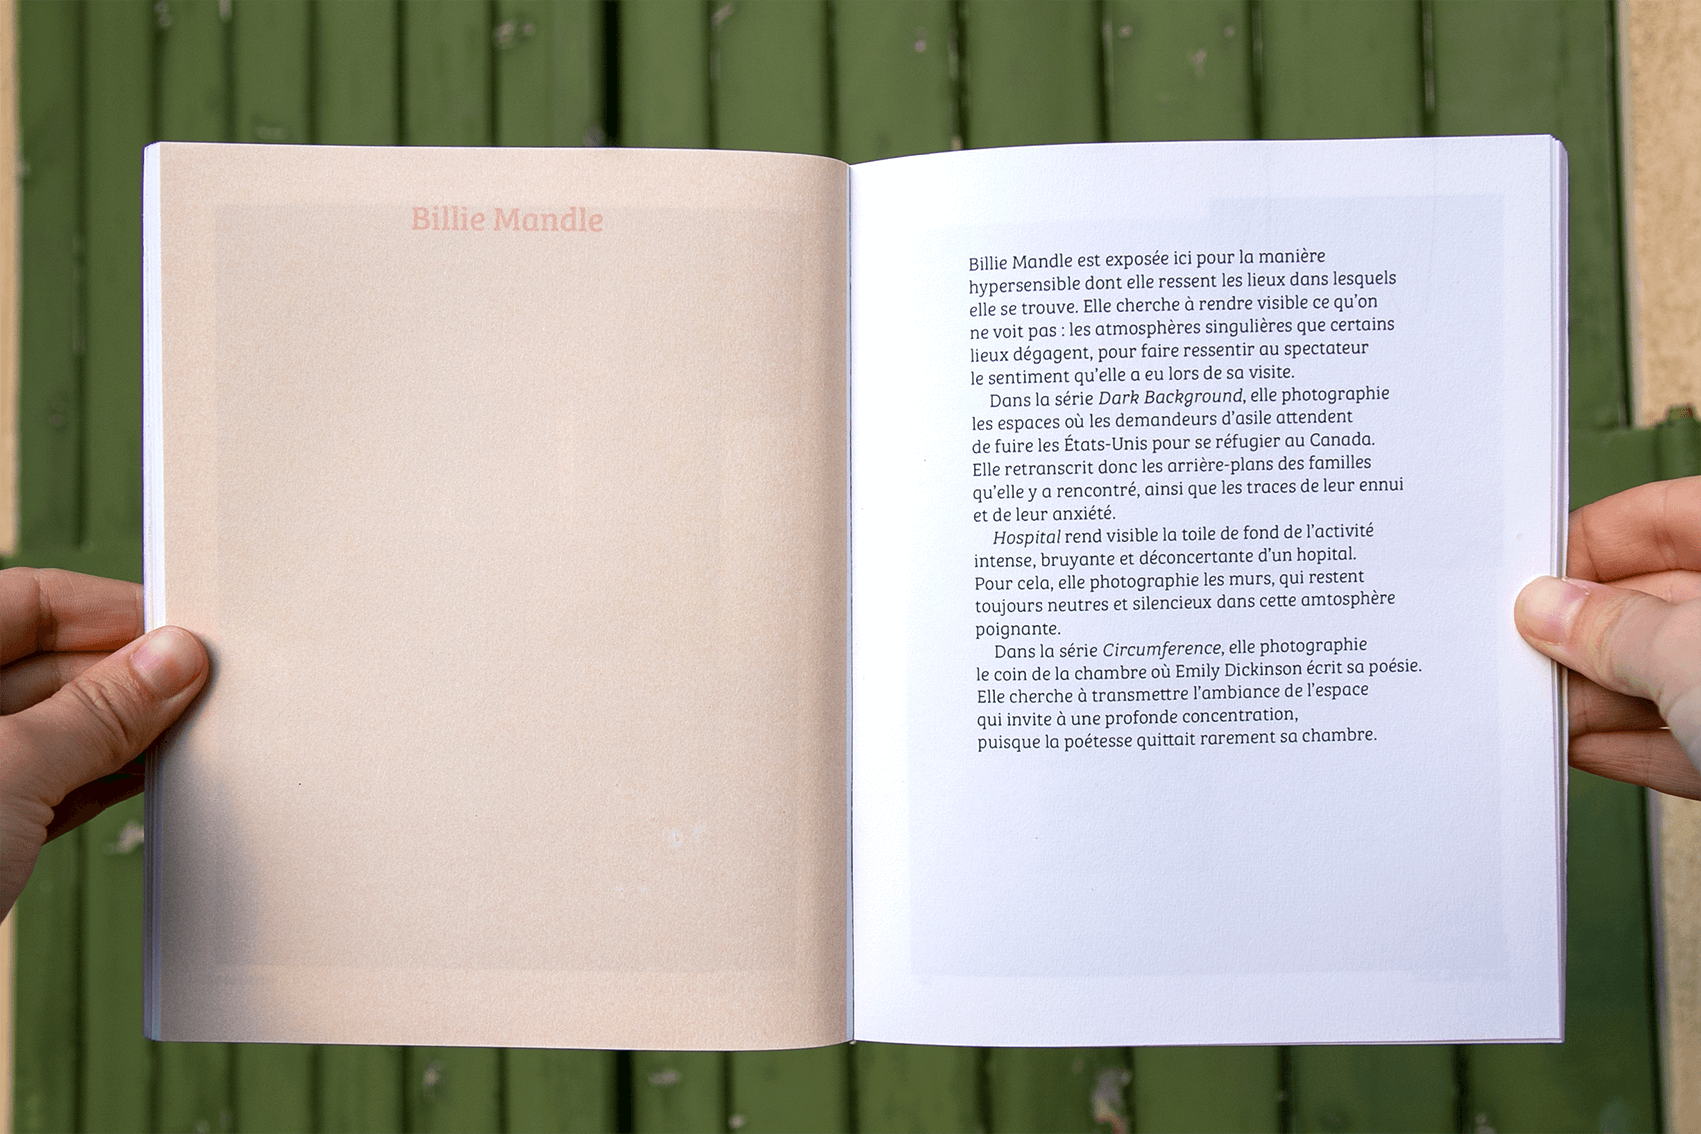 Billie Mandle
Billie Mandle est exposée ici pour la manière
hypersensible dont elle ressent les lieux dans lesquels
elle se trouve. Elle cherche à rendre visible ce qu'on
ne voit pas : les atmosphères singulières que certains
lieux dégagent, pour faire ressentir au spectateur
le sentiment qu'elle a eu lors de sa visite.
Dans la série Dark Background, elle photographie
les espaces où les demandeurs d'asile attendent
de fuire les États-Unis pour se réfugier au Canada.
Elle retranscrit donc les arrière-plans des familles
qu'elle y a rencontré, ainsi que les traces de leur ennui
et de leur anxiété.
Hospital rend visible la toile de fond de l'activité
intense, bruyante et déconcertante d'un hopital.
Pour cela, elle photographie les murs, qui restent
toujours neutres et silencieux dans cette amtosphère
poignante.
Dans la série Circumference, elle photographie
le coin de la chambre où Emily Dickinson écrit sa poésie.
Elle cherche à transmettre l'ambiance de l'espace
qui invite à une profonde concentration,
puisque la poétesse quittait rarement sa chambre.